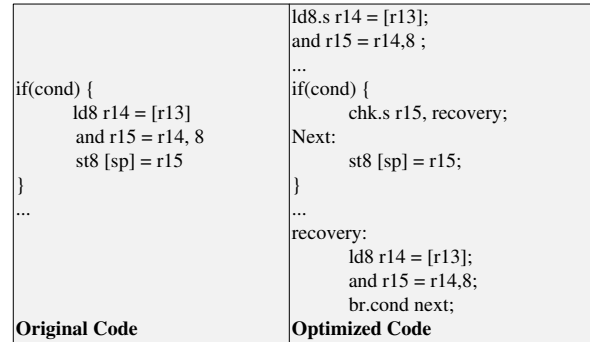 if(cond) {
ld8 r14 = [r13]
and r15 = r14, 8
st8 [sp] = r15
}
...
Original Code
ld8.s r14 = [r13];
and r15 = r14,8 ;
...
if(cond) {
chk.s r15, recovery;
Next:
st8 [sp] = r15;
}
...
recovery:
ld8 r14 = [r13];
and r15 = r14,8;
br.cond next;
Optimized Code